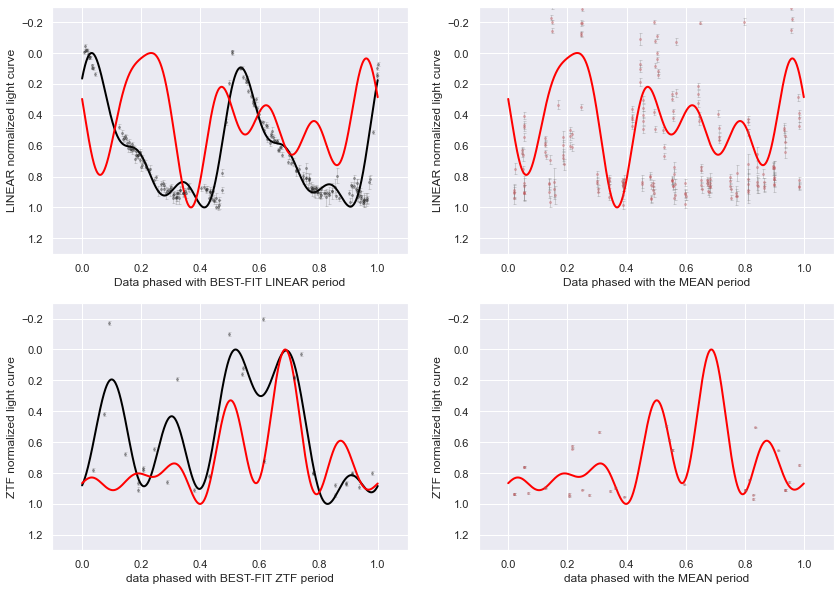 −0.2
0.0
0.2
0.4
0.6
0.8
1.0
1.2
LINEAR normalized light curve
0.0 0.2 0.4 0.6 0.8 1.0
Data phased with BEST-FIT LINEAR period
−0.2
0.0
0.2
0.4
0.6
0.8
1.0
1.2
LINEAR normalized light curve
0.0 0.2 0.4 0.6 0.8 1.0
Data phased with the MEAN period
−0.2
0.0
0.2
0.4
0.6
0.8
1.0
1.2
ZTF normalized light curve
0.0 0.2 0.4 0.6 0.8 1.0
data phased with BEST-FIT ZTF period
−0.2
0.0
0.2
0.4
0.6
0.8
1.0
1.2
ZTF normalized light curve
0.0 0.2 0.4 0.6 0.8 1.0
data phased with the MEAN period